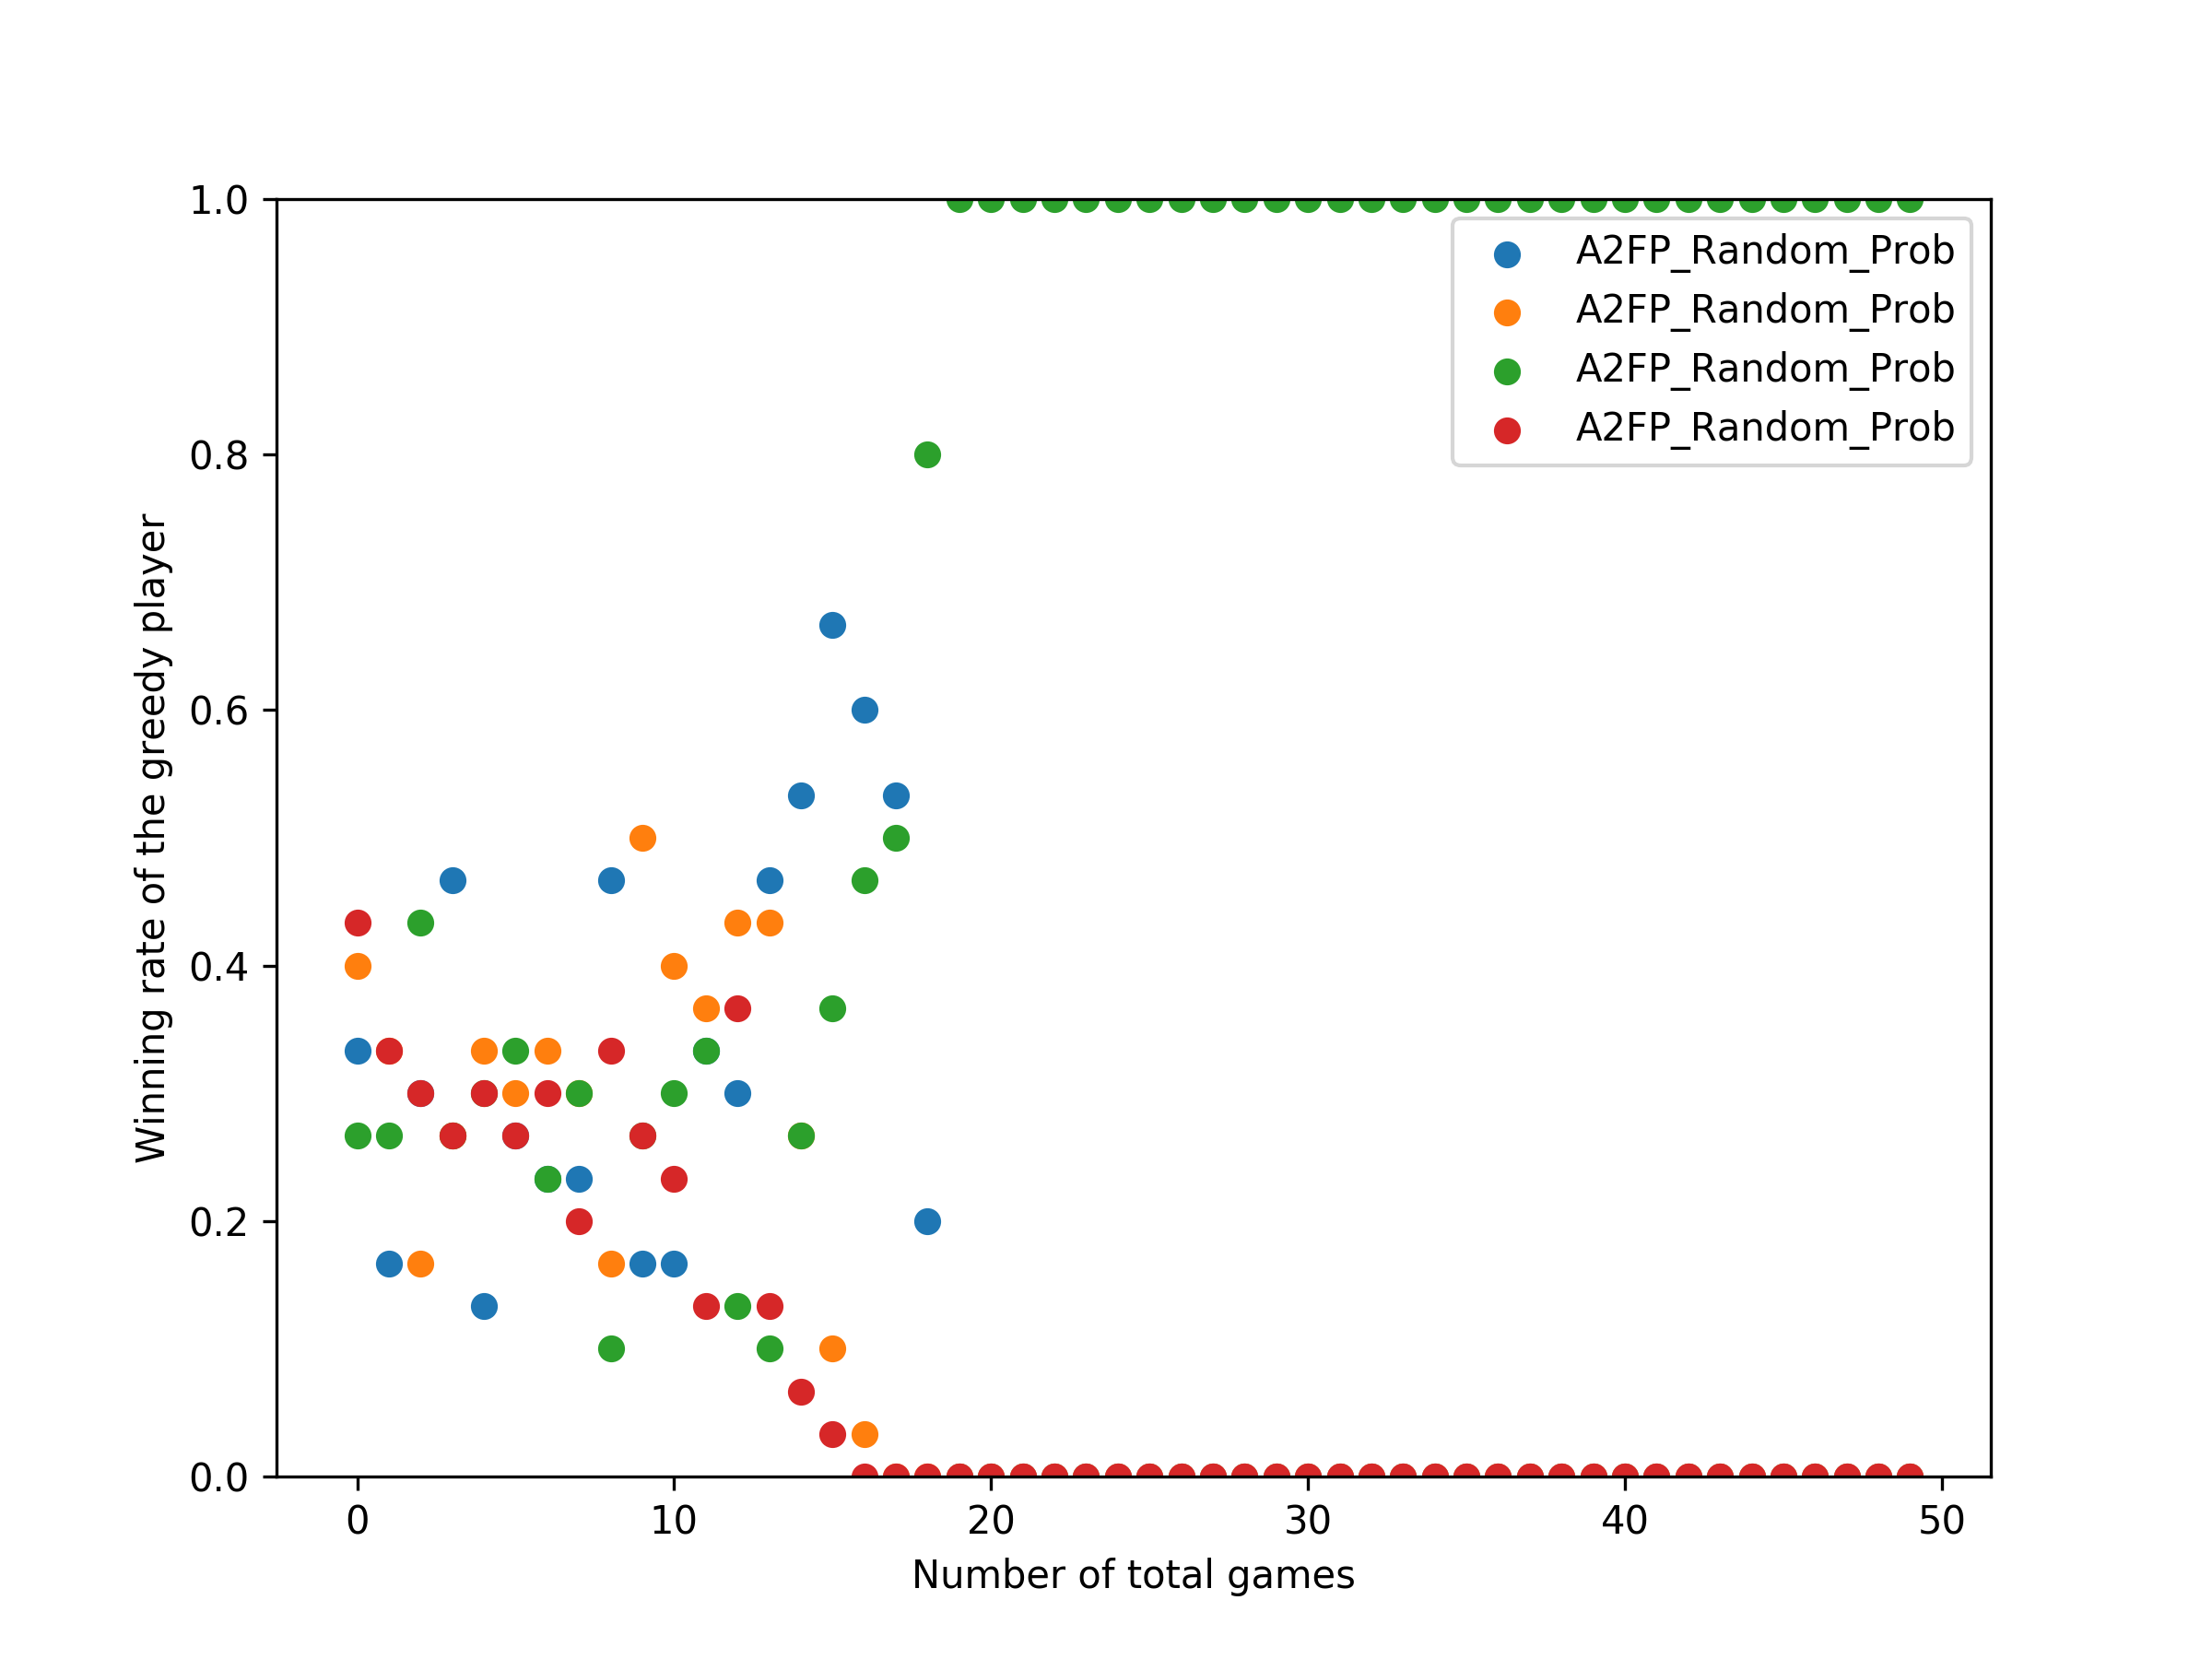 1.0
0.8
0.6
0.4
0.2
0.0
Winning rate of the greedy player
A2FP_Random_Prob
A2FP_Random_Prob
A2FP_Random_Prob
A2FP_Random_Prob
0 10 20 30 40 50
Number of total games